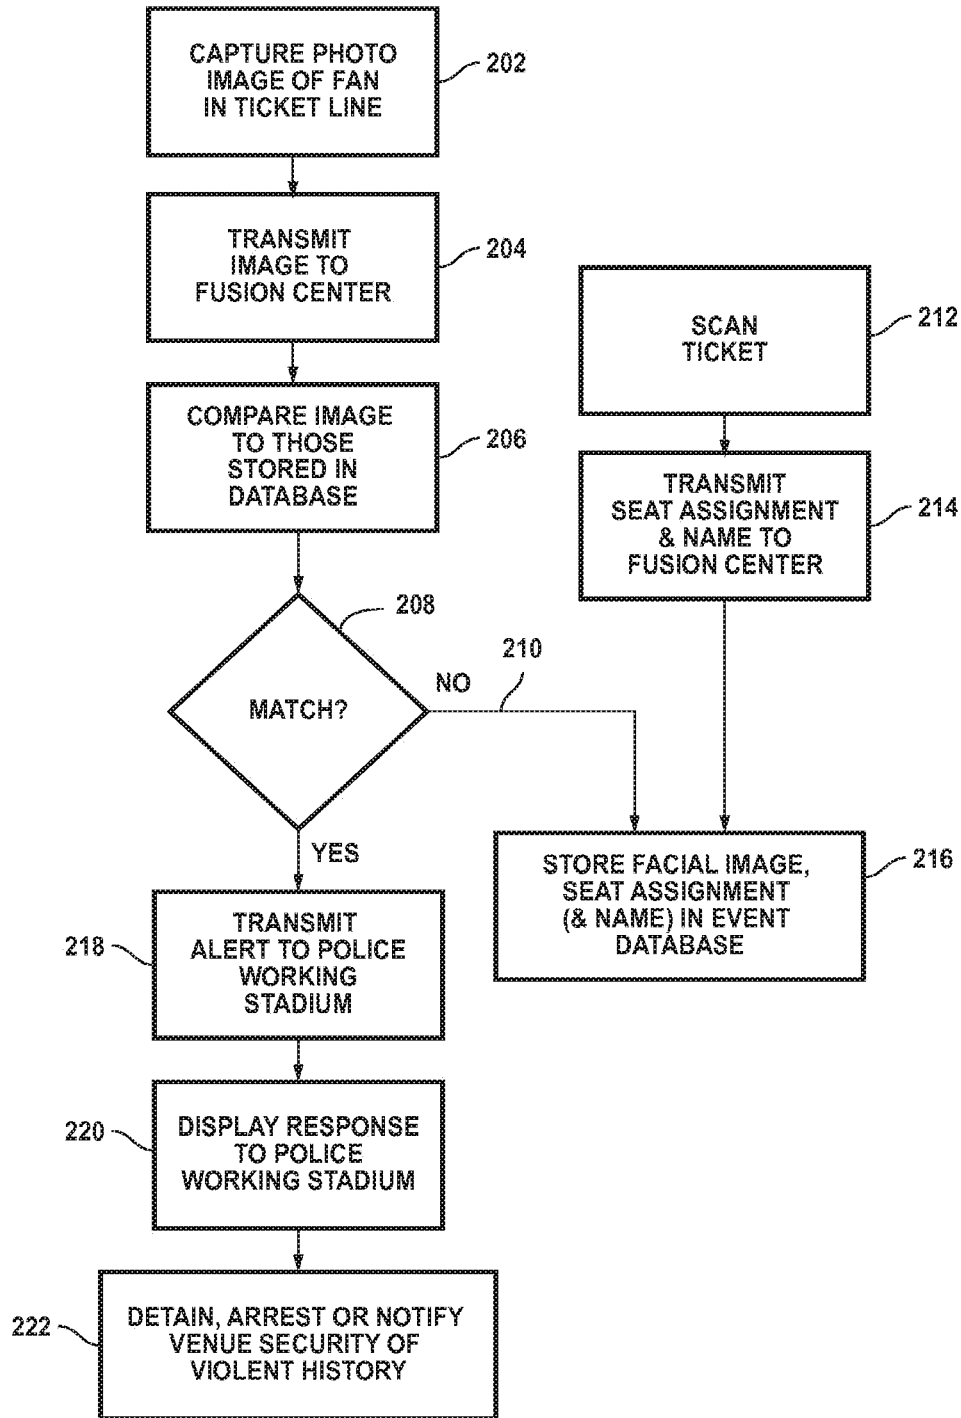 CAPTURE PHOTO
IMAGE OF FAN
IN TICKET LINE
202
TRANSMIT
IMAGE TO
FUSION CENTER
204
COMPARE IMAGE
TO THOSE
STORED IN
DATABASE
206
SCAN
TICKET
212
TRANSMIT
SEAT ASSIGNMENT
& NAME TO
FUSION CENTER
214
208
MATCH?
NO
210
YES
STORE FACIAL IMAGE,
SEAT ASSIGNMENT
(& NAME) IN EVENT
DATABASE
216
218
TRANSMIT
ALERT TO POLICE
WORKING
STADIUM
220
DISPLAY RESPONSE
TO POLICE
WORKING STADIUM
222
DETAIN, ARREST OR NOTIFY
VENUE SECURITY OF
VIOLENT HISTORY